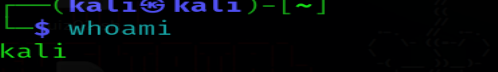 ┌──(kali㉿kali)-[~]
└─$ whoami
kali